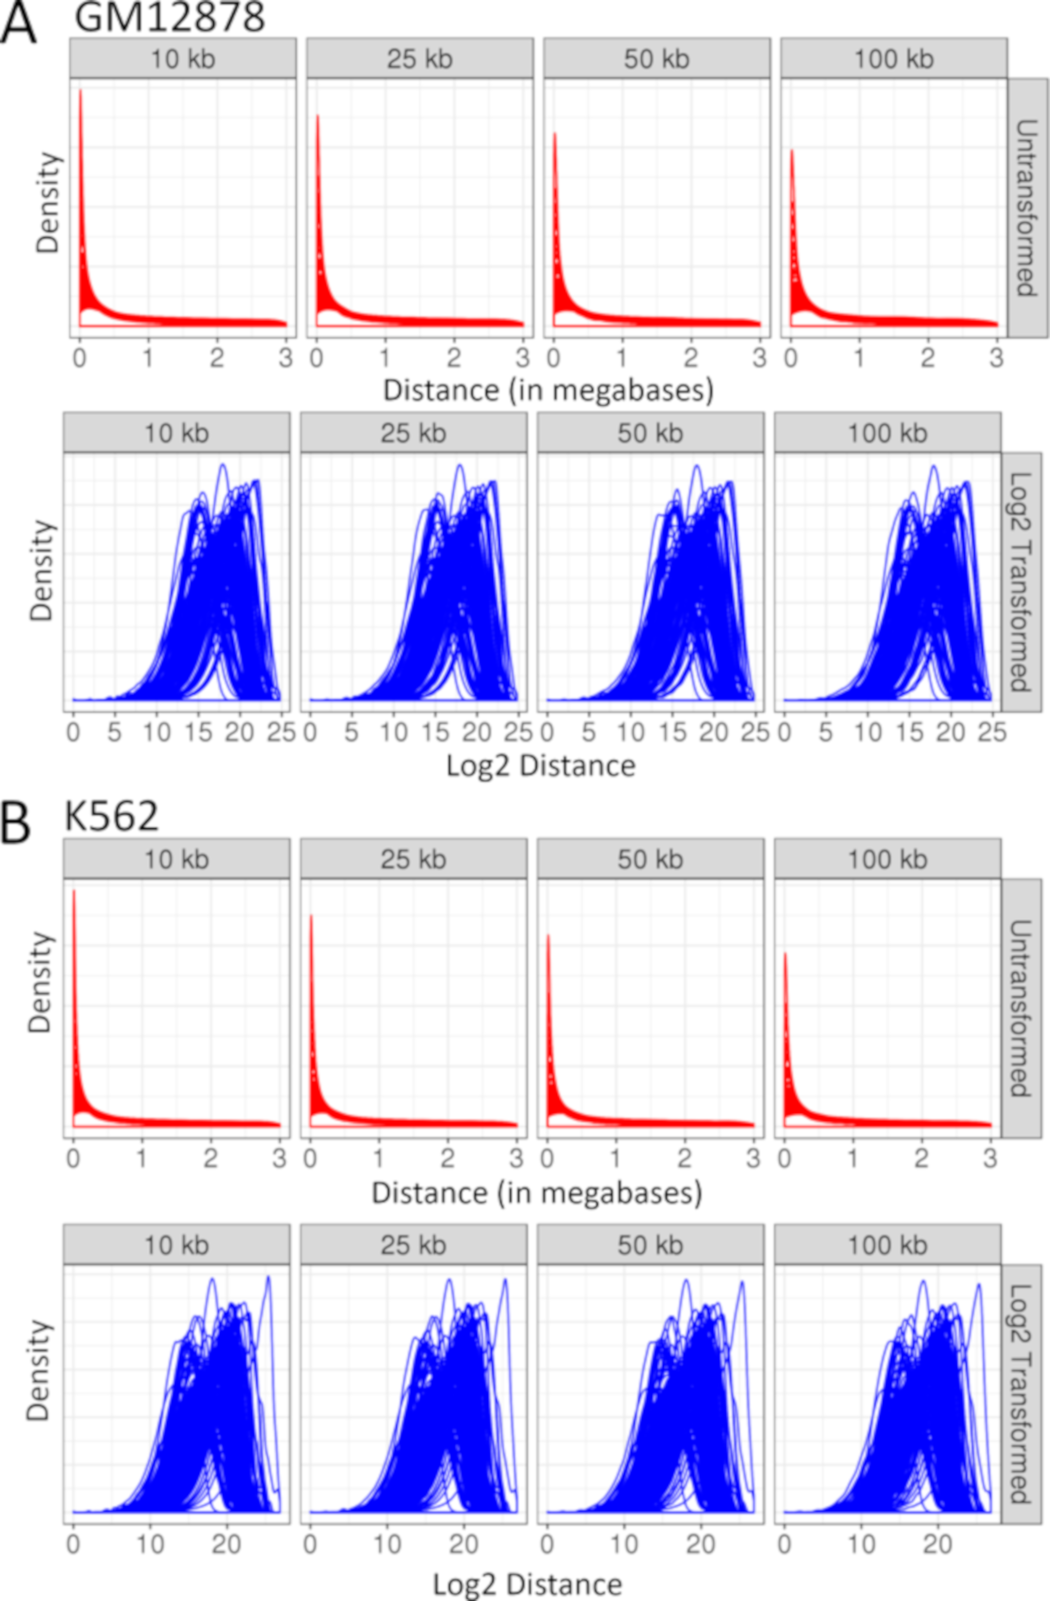 A GM12878
10 kb 25 kb 50 kb 100 kb
Density
Untransformed
0 1 2 3 0 1 2 3 0 1 2 3 0 1 2 3
Distance (in megabases)
10 kb 25 kb 50 kb 100 kb
Density
Log2 Transformed
0 5 10 15 20 25 0 5 10 15 20 25 0 5 10 15 20 25 0 5 10 15 20 25
Log2 Distance
B K562
10 kb 25 kb 50 kb 100 kb
Density
Untransformed
0 1 2 3 0 1 2 3 0 1 2 3 0 1 2 3
Distance (in megabases)
10 kb 25 kb 50 kb 100 kb
Density
Log2 Transformed
0 10 20 0 10 20 0 10 20 0 10 20
Log2 Distance